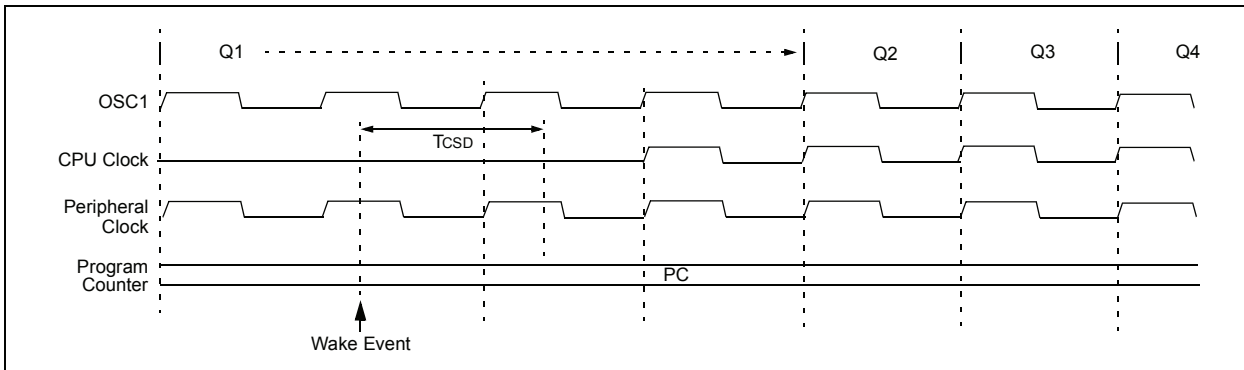 Q1 Q2 Q3 Q4
OSC1
TCSD
CPU Clock
Peripheral
Clock
Program
Counter
PC
Wake Event